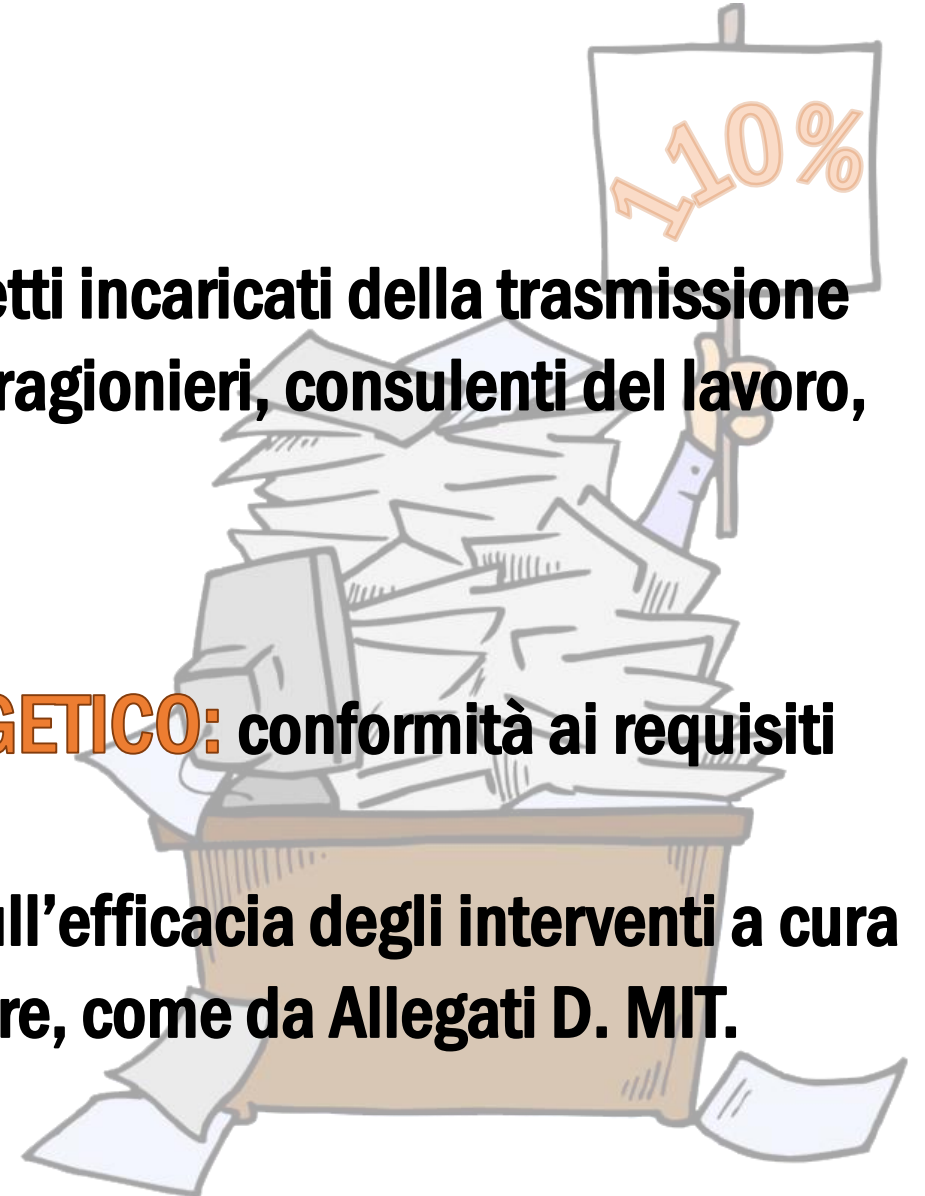 110%
etti incaricati della trasmissione
ragionieri, consulenti del lavoro,
GETICO: conformità ai requisiti
ull’efficacia degli interventi a cura
re, come da Allegati D. MIT.